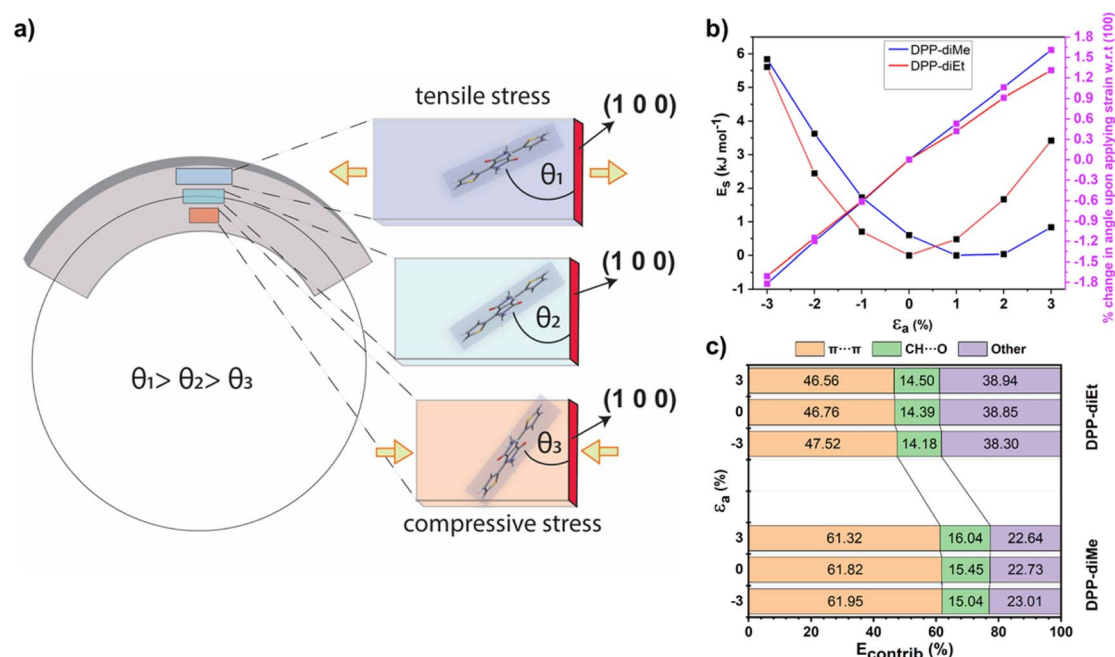 a)
tensile stress
(1 0 0)
θ₁
(1 0 0)
θ₂
θ₁> θ₂> θ₃
(1 0 0)
θ₃
compressive stress
b)
DPP-diMe
DPP-diEt
6
5
4
3
2
1
0
-1
Eₛ (kJ mol⁻¹)
-3 -2 -1 0 1 2 3
εₐ (%)
1.8
1.5
1.2
0.9
0.6
0.3
0.0
-0.3
-0.6
-0.9
-1.2
-1.5
-1.8
% change in angle upon applying strain w.r.t (100)
c)
π···π CH···O Other
3 46.56 14.50 38.94
0 46.76 14.39 38.85
-3 47.52 14.18 38.30
DPP-diEt
εₐ (%)
3 61.32 16.04 22.64
0 61.82 15.45 22.73
-3 61.95 15.04 23.01
DPP-diMe
0 20 40 60 80 100
E_contrib (%)